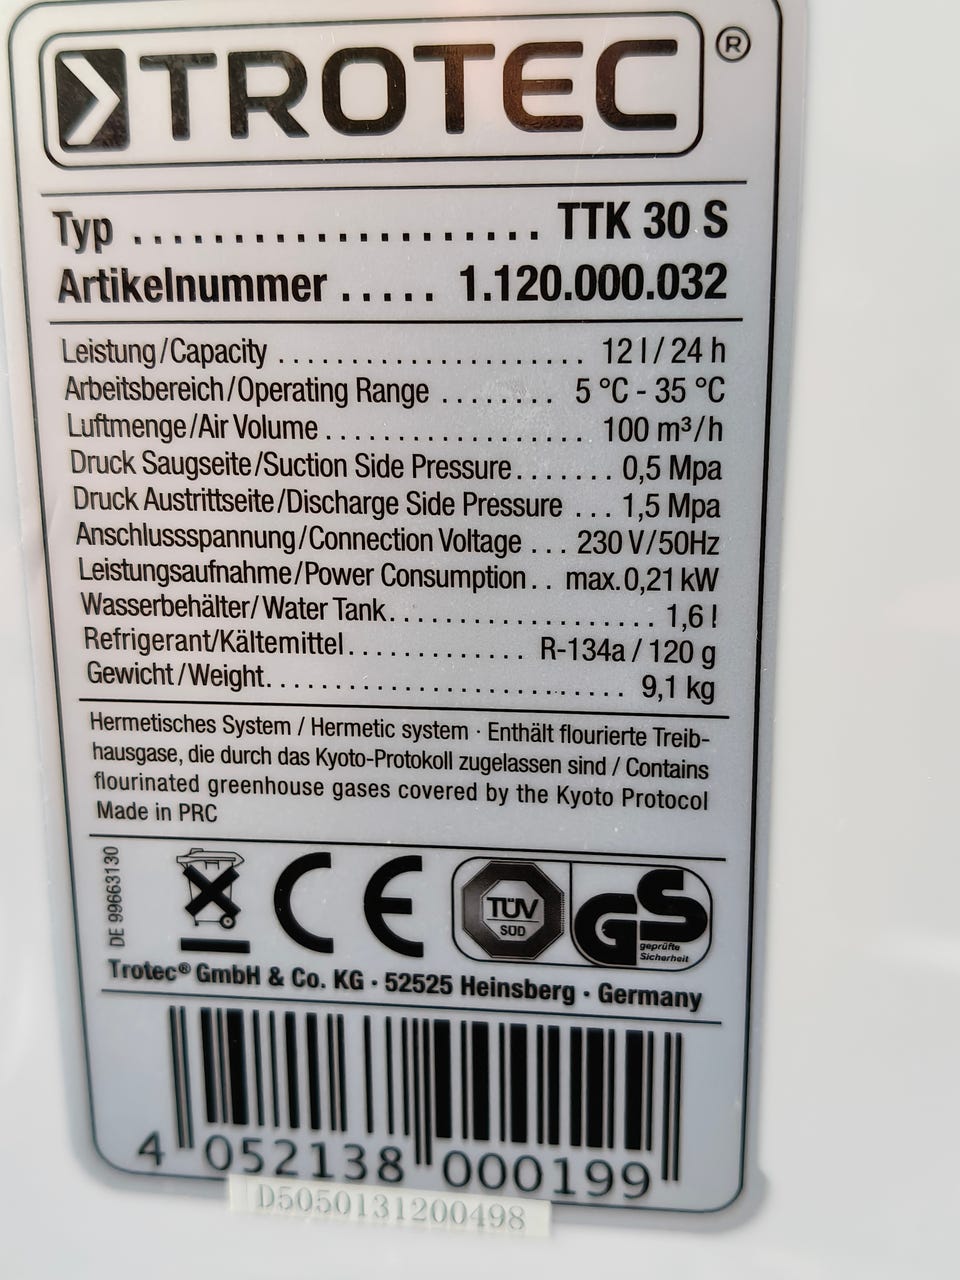 TROTEC®
Typ .................... TTK 30 S
Artikelnummer ..... 1.120.000.032
Leistung/Capacity .................... 12 l / 24 h
Arbeitsbereich/Operating Range ........ 5 °C - 35 °C
Luftmenge/Air Volume .................. 100 m³/h
Druck Saugseite/Suction Side Pressure ....... 0,5 Mpa
Druck Austrittseite/Discharge Side Pressure ... 1,5 Mpa
Anschlussspannung/Connection Voltage ... 230 V/50Hz
Leistungsaufnahme/Power Consumption .. max. 0,21 kW
Wasserbehälter/Water Tank .................... 1,6 l
Refrigerant/Kältemittel ............. R-134a / 120 g
Gewicht/Weight ........................... 9,1 kg
Hermetisches System / Hermetic system · Enthält flourierte Treib-
hausgase, die durch das Kyoto-Protokoll zugelassen sind / Contains
flourinated greenhouse gases covered by the Kyoto Protocol
Made in PRC
DE 99663130
CE
TÜV
SÜD
GS
geprüfte
Sicherheit
Trotec® GmbH & Co. KG · 52525 Heinsberg · Germany
4 052138 000199
D5050131200498